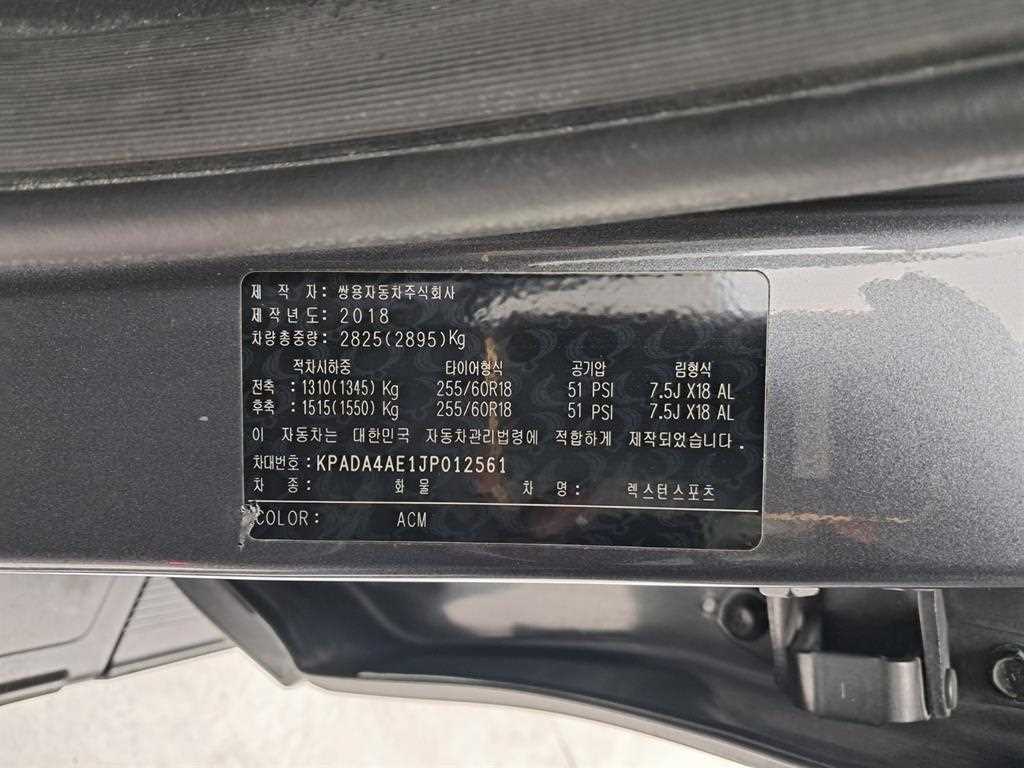 제 작 자: 쌍용자동차주식회사
제작년도: 2018
차량총중량: 2825(2895)Kg
적차시하중 타이어형식 공기압 림형식
전축 : 1310(1345) Kg 255/60R18 51 PSI 7.5J X18 AL
후축 : 1515(1550) Kg 255/60R18 51 PSI 7.5J X18 AL
이 자동차는 대한민국 자동차관리법령에 적합하게 제작되었습니다.
차대번호: KPADA4AE1JP012561
차 종: 화 물 차 명: 렉스턴스포츠
COLOR: ACM